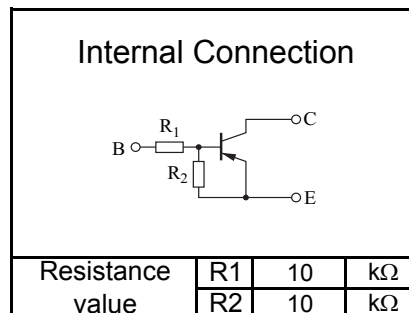 Internal Connection
C
R1
B
R2
E
Resistance value R1 10 kΩ
R2 10 kΩ